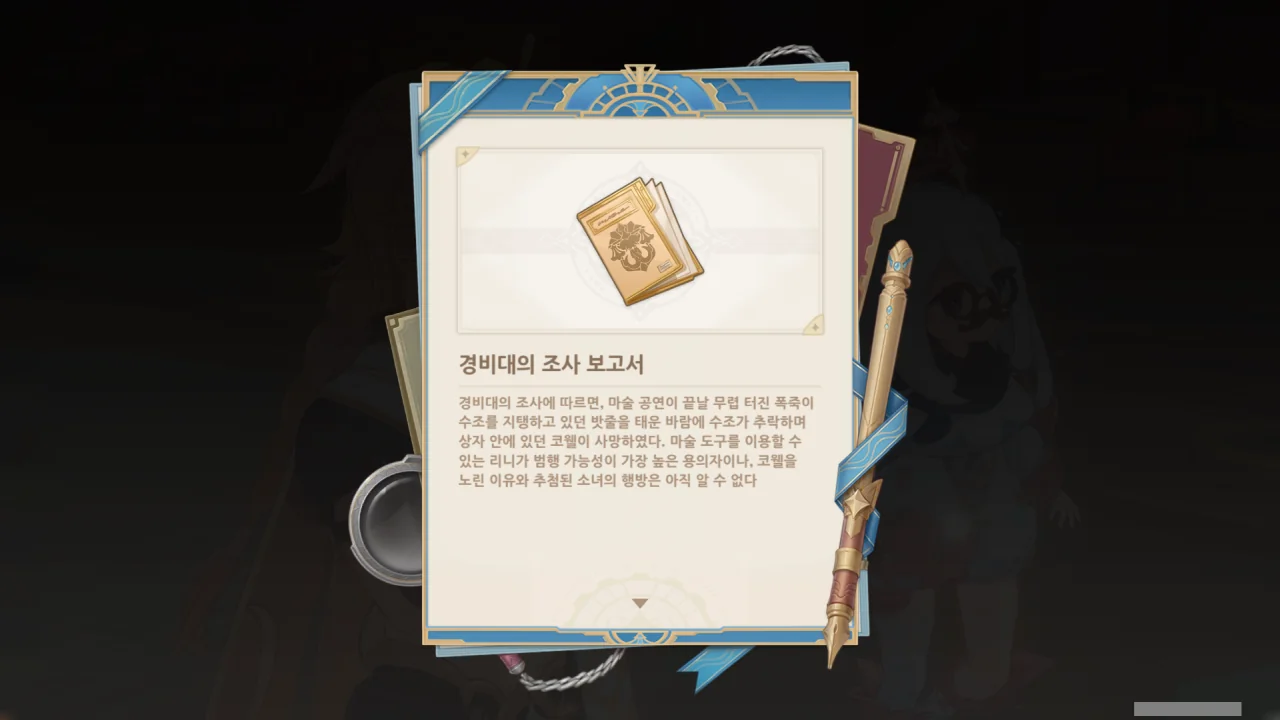 경비대의 조사 보고서
경비대의 조사에 따르면, 마술 공연이 끝날 무렵 터진 폭죽이
수조를 지탱하고 있던 밧줄을 태운 바람에 수조가 추락하며
상자 안에 있던 코웰이 사망하였다. 마술 도구를 이용할 수
있는 리니가 범행 가능성이 가장 높은 용의자이나, 코웰을
노린 이유와 추첨된 소녀의 행방은 아직 알 수 없다